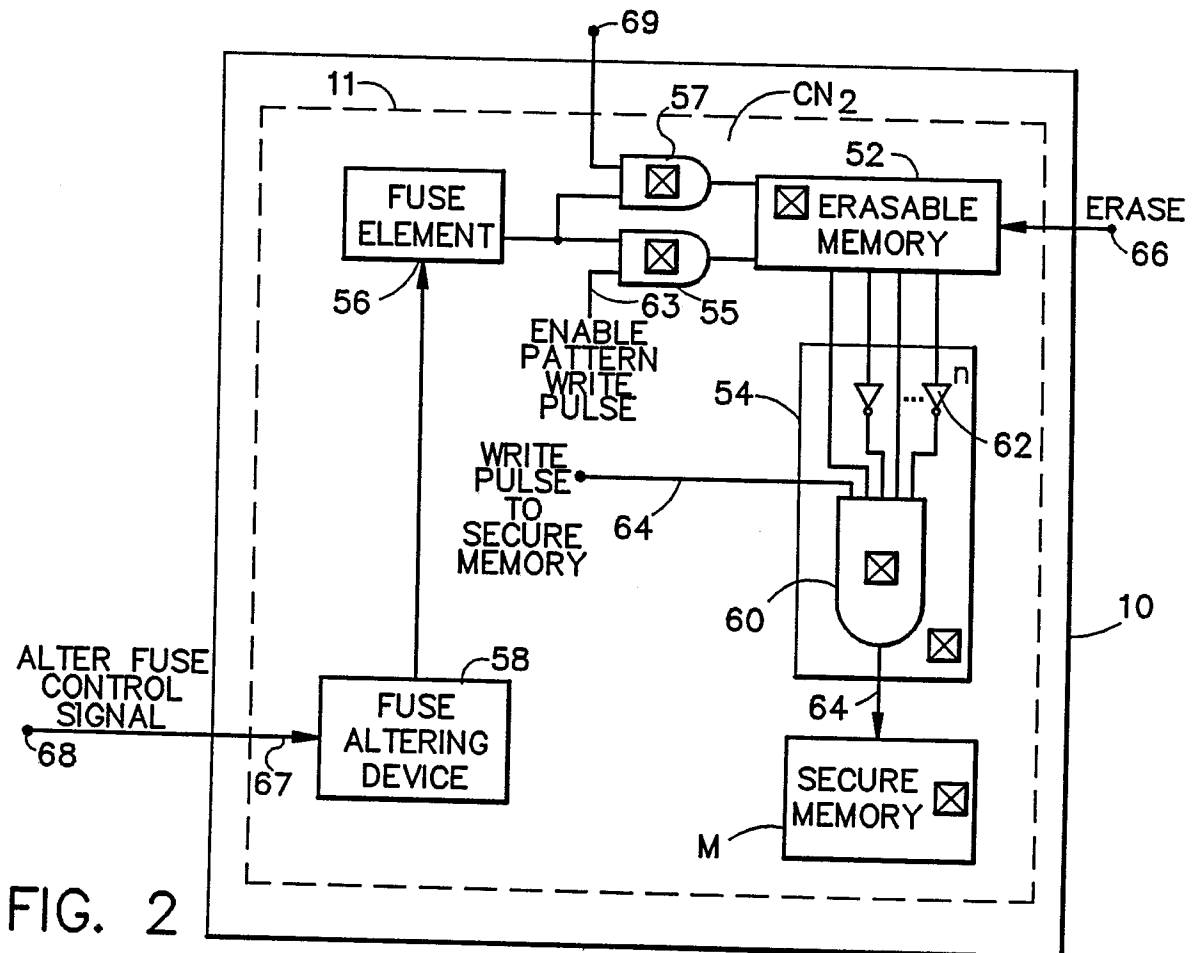 69
11
57
CN2
52
FUSE
ELEMENT
ERASABLE
MEMORY
ERASE
66
56
63
55
ENABLE
PATTERN
WRITE
PULSE
54
n
...
62
WRITE
PULSE
TO
SECURE
MEMORY
64
60
10
ALTER FUSE
CONTROL
SIGNAL
58
64
FUSE
ALTERING
DEVICE
68
67
SECURE
MEMORY
M
FIG. 2